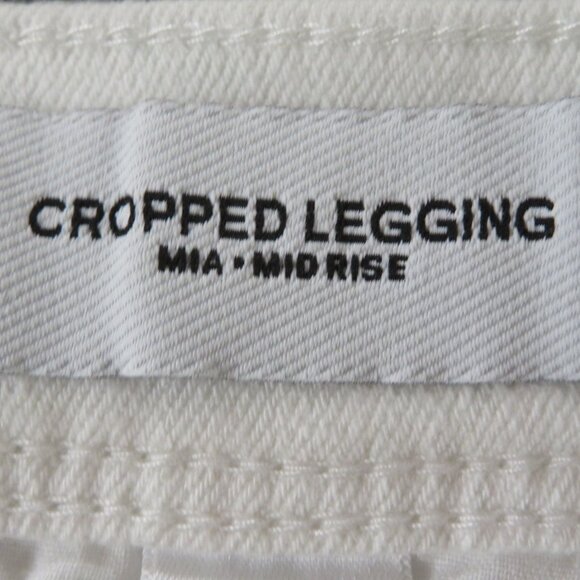 CROPPED LEGGING
MIA • MID RISE